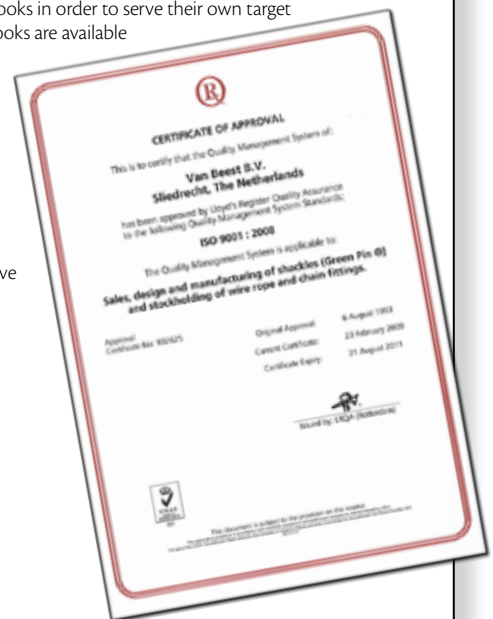 ooks in order to serve their own target
ooks are available
ve
R
CERTIFICATE OF APPROVAL
This is to certify that the Quality Management System of:
Van Beest B.V.
Sliedrecht, The Netherlands
has been approved by Lloyd's Register Quality Assurance
to the following Quality Management System Standards:
ISO 9001 : 2008
The Quality Management System is applicable to:
Sales, design and manufacturing of shackles (Green Pin ®)
and stockholding of wire rope and chain fittings.
Approval
Certificate No:
Original Approval: 6 August 1993
Current Certificate: 23 February 2009
Certificate Expiry: 31 August 2011
Issued by: LRQA (Rotterdam)
This document is subject to the provision on the reverse